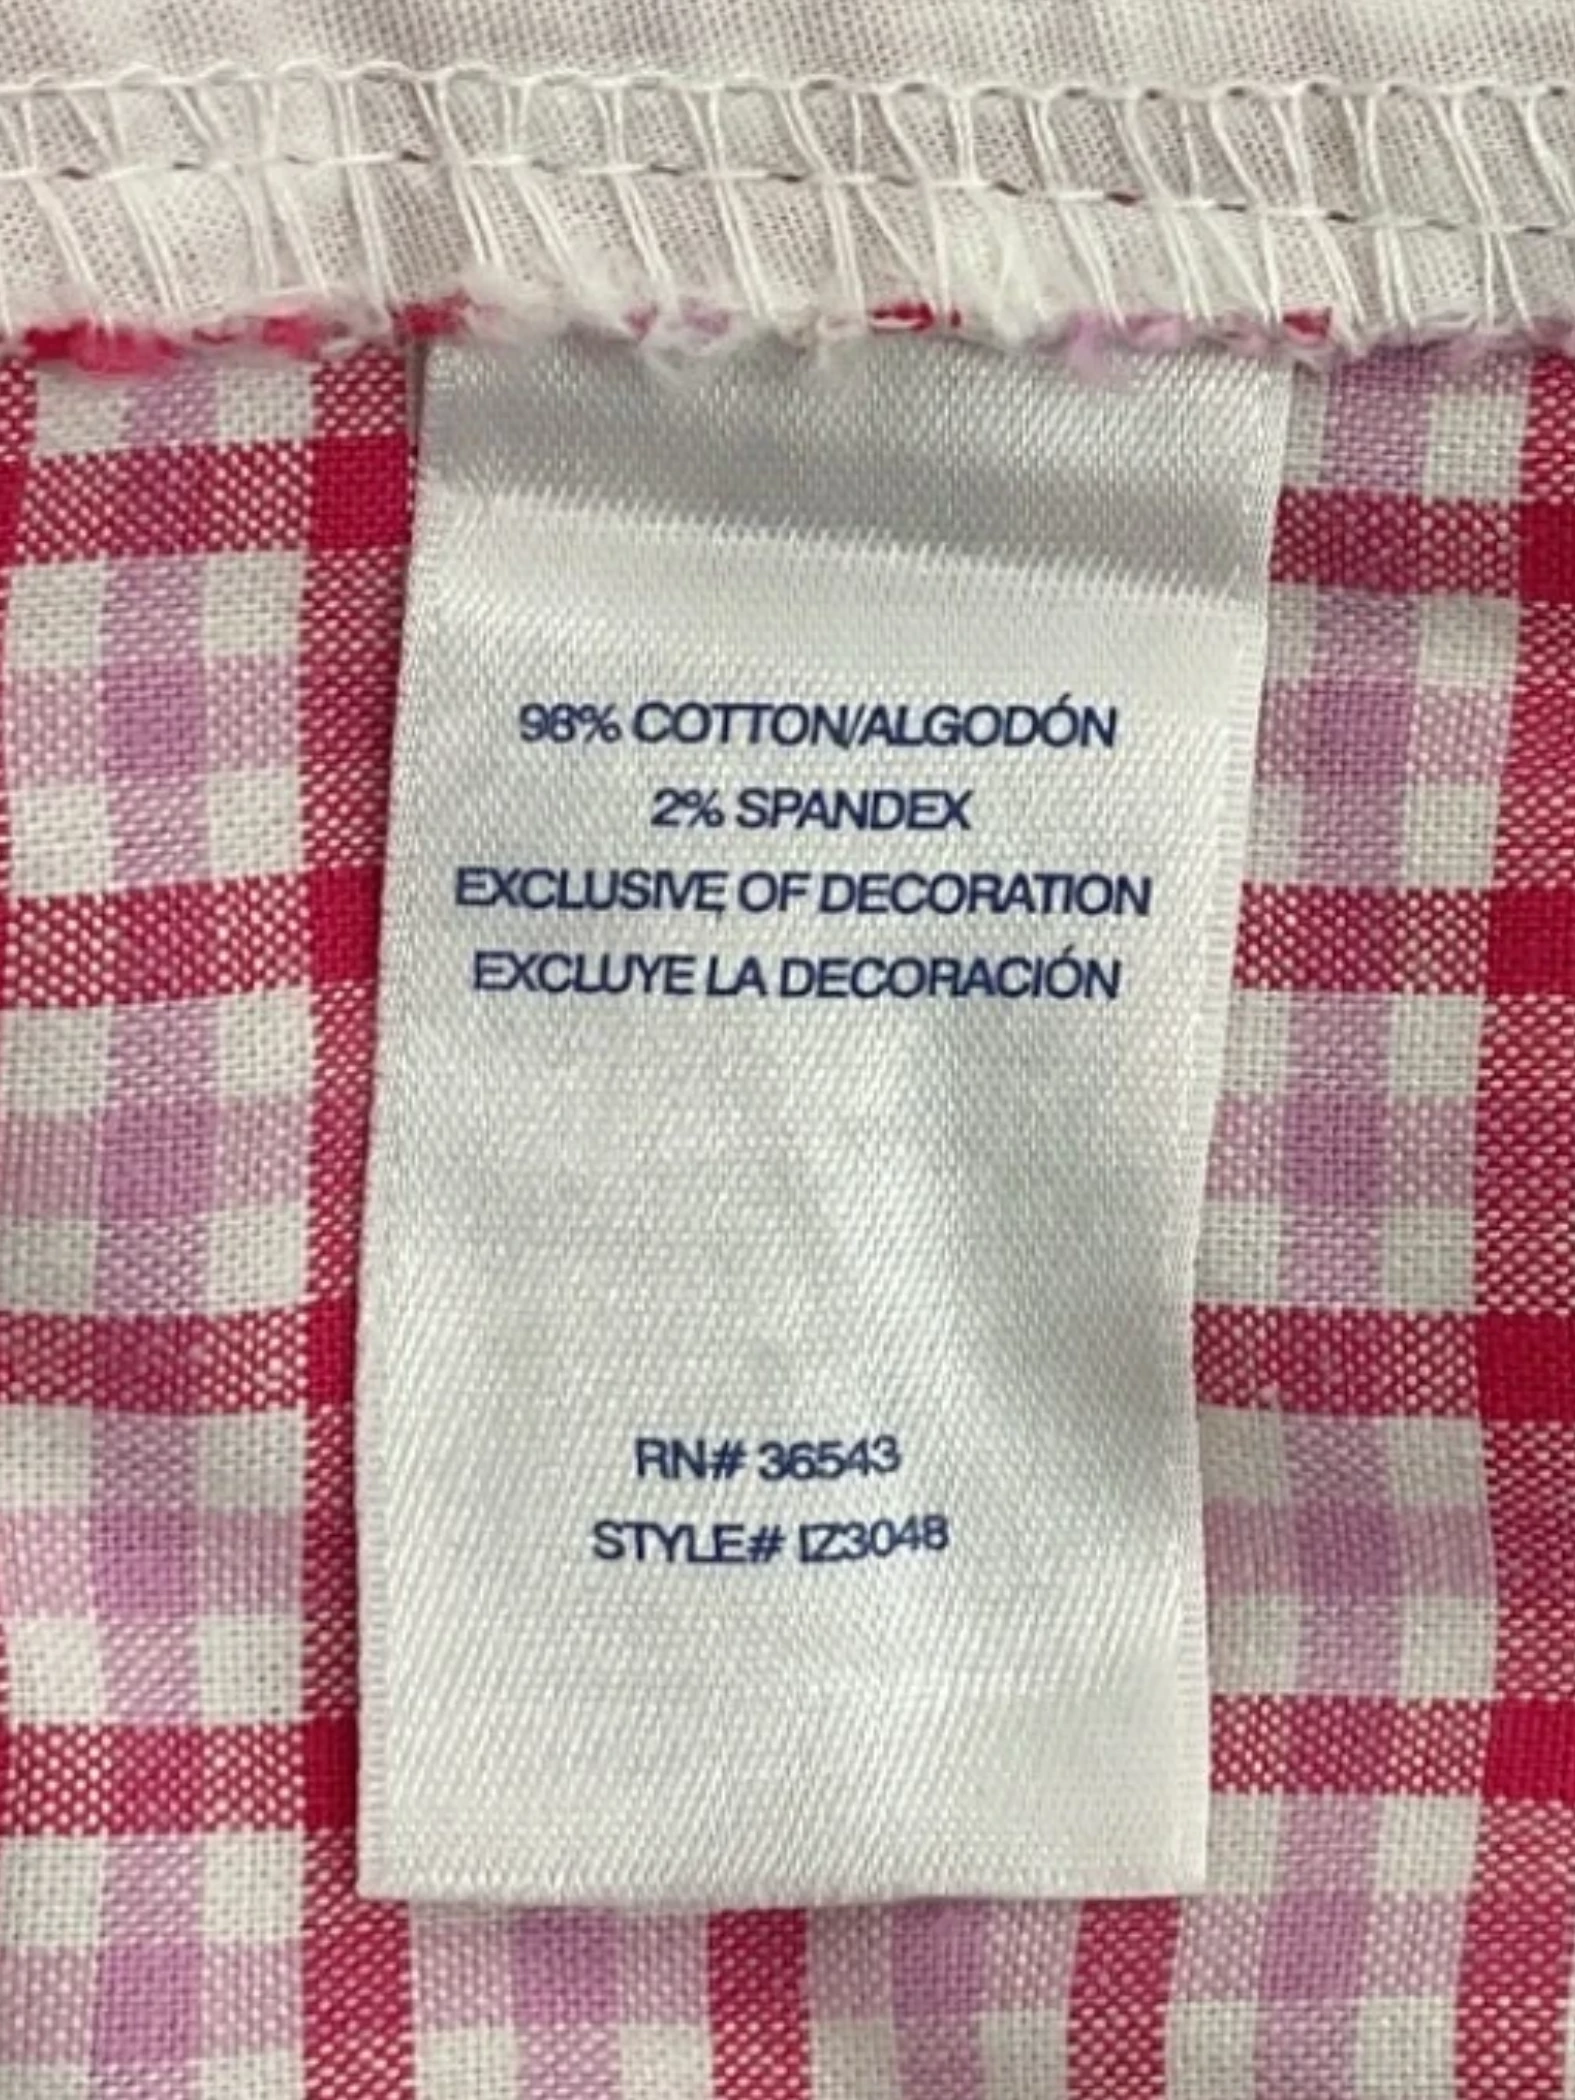 98% COTTON/ALGODÓN
2% SPANDEX
EXCLUSIVE OF DECORATION
EXCLUYE LA DECORACIÓN
RN# 36543
STYLE# IZ3048